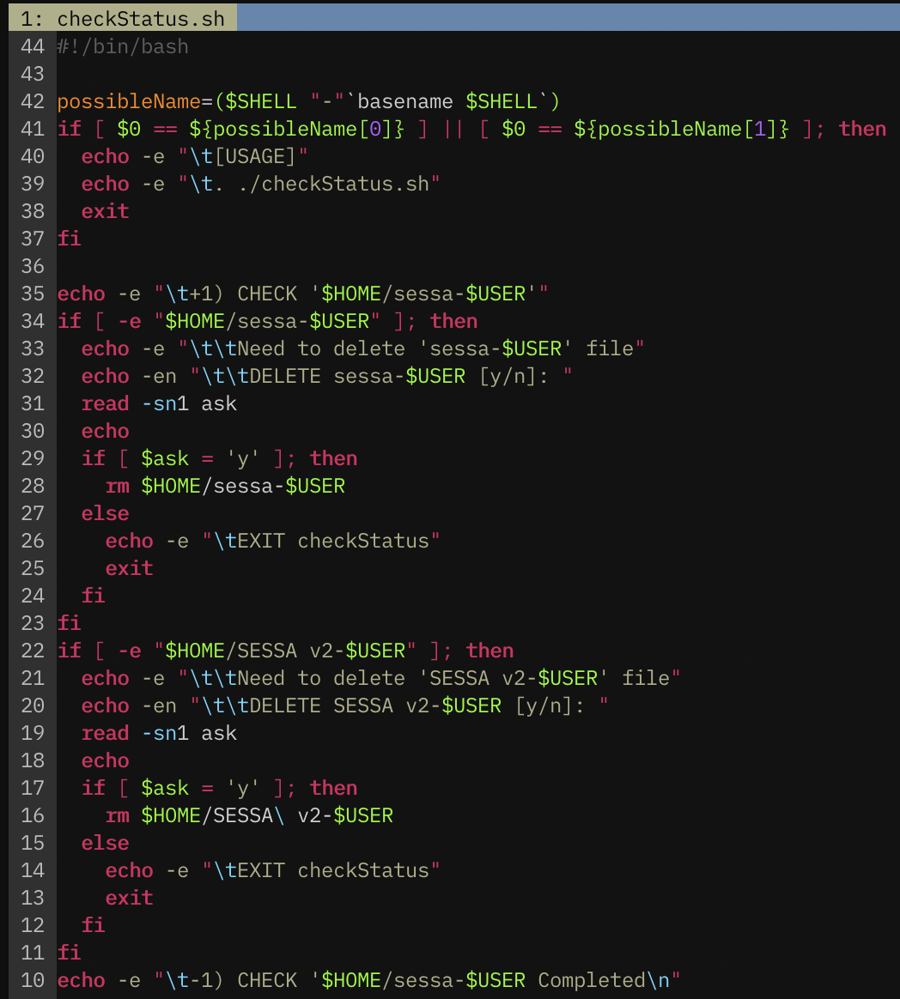 1: checkStatus.sh
44 #!/bin/bash
43
42 possibleName=($SHELL "-"`basename $SHELL`)
41 if [ $0 == ${possibleName[0]} ] || [ $0 == ${possibleName[1]} ]; then
40   echo -e "\t[USAGE]"
39   echo -e "\t. ./checkStatus.sh"
38   exit
37 fi
36
35 echo -e "\t+1) CHECK '$HOME/sessa-$USER'"
34 if [ -e "$HOME/sessa-$USER" ]; then
33   echo -e "\t\tNeed to delete 'sessa-$USER' file"
32   echo -en "\t\tDELETE sessa-$USER [y/n]: "
31   read -sn1 ask
30   echo
29   if [ $ask = 'y' ]; then
28     rm $HOME/sessa-$USER
27   else
26     echo -e "\tEXIT checkStatus"
25     exit
24   fi
23 fi
22 if [ -e "$HOME/SESSA v2-$USER" ]; then
21   echo -e "\t\tNeed to delete 'SESSA v2-$USER' file"
20   echo -en "\t\tDELETE SESSA v2-$USER [y/n]: "
19   read -sn1 ask
18   echo
17   if [ $ask = 'y' ]; then
16     rm $HOME/SESSA\ v2-$USER
15   else
14     echo -e "\tEXIT checkStatus"
13     exit
12   fi
11 fi
10 echo -e "\t-1) CHECK '$HOME/sessa-$USER Completed\n"